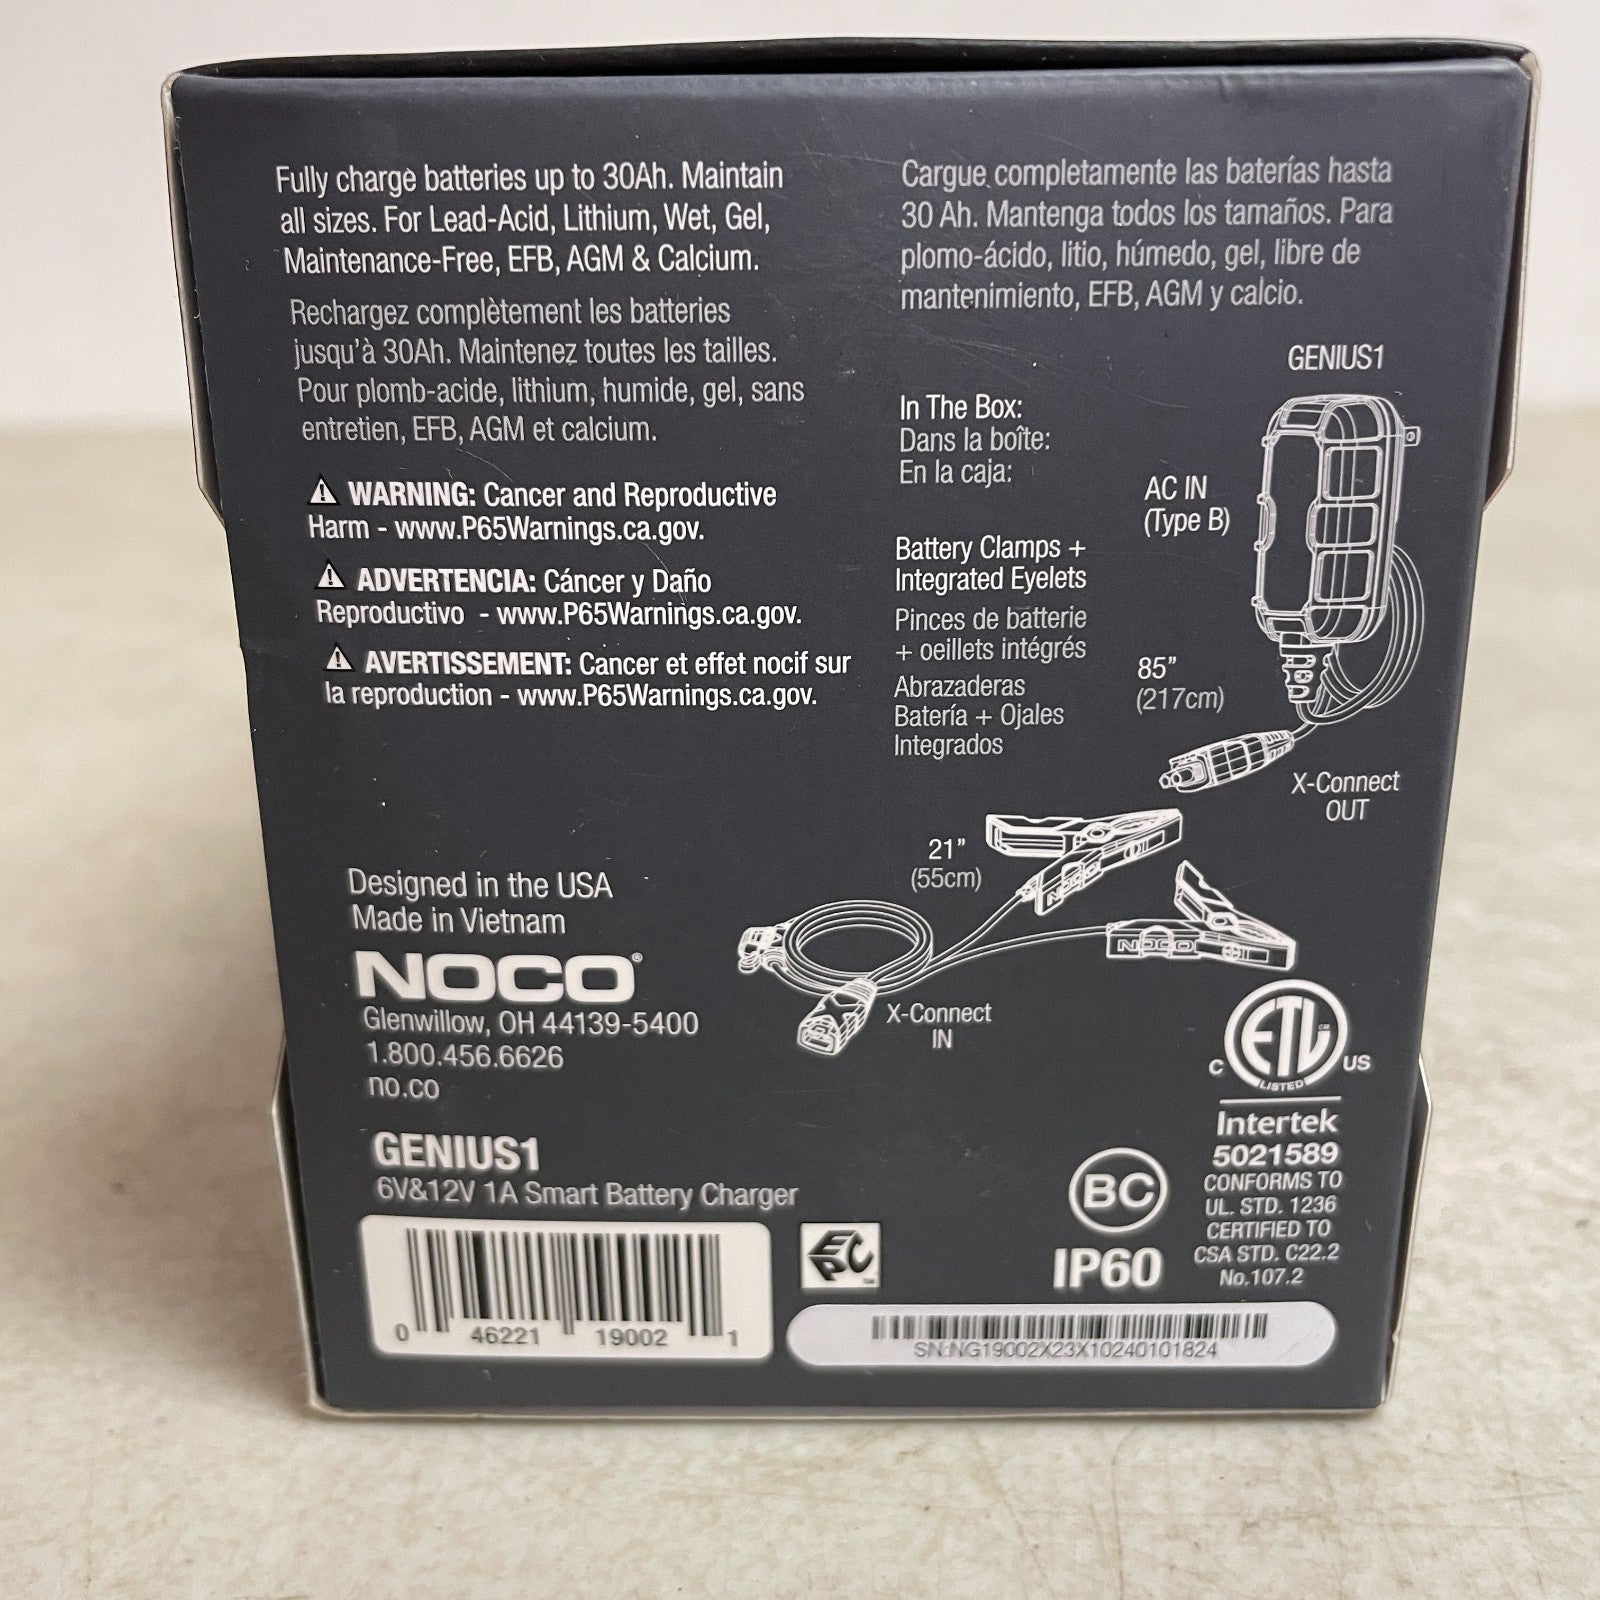 Fully charge batteries up to 30Ah. Maintain
all sizes. For Lead-Acid, Lithium, Wet, Gel,
Maintenance-Free, EFB, AGM & Calcium.
Rechargez complètement les batteries
jusqu'à 30Ah. Maintenez toutes les tailles.
Pour plomb-acide, lithium, humide, gel, sans
entretien, EFB, AGM et calcium.
WARNING: Cancer and Reproductive
Harm - www.P65Warnings.ca.gov.
ADVERTENCIA: Cáncer y Daño
Reproductivo - www.P65Warnings.ca.gov.
AVERTISSEMENT: Cancer et effet nocif sur
la reproduction - www.P65Warnings.ca.gov.
Designed in the USA
Made in Vietnam
NOCO®
Glenwillow, OH 44139-5400
1.800.456.6626
no.co
GENIUS1
6V&12V 1A Smart Battery Charger
0 46221 19002 1
Cargue completamente las baterías hasta
30 Ah. Mantenga todos los tamaños. Para
plomo-ácido, litio, húmedo, gel, libre de
mantenimiento, EFB, AGM y calcio.
GENIUS1
In The Box:
Dans la boîte:
En la caja:
AC IN
(Type B)
Battery Clamps +
Integrated Eyelets
Pinces de batterie
+ oeillets intégrés
Abrazaderas
Batería + Ojales
Integrados
85"
(217cm)
X-Connect
OUT
21"
(55cm)
NOCO
NOCO
X-Connect
IN
ETL CM
C LISTED US
Intertek
5021589
CONFORMS TO
UL. STD. 1236
CERTIFIED TO
CSA STD. C22.2
No.107.2
BC
IP60
EPC TM
SN:NG19002X23X10240101824